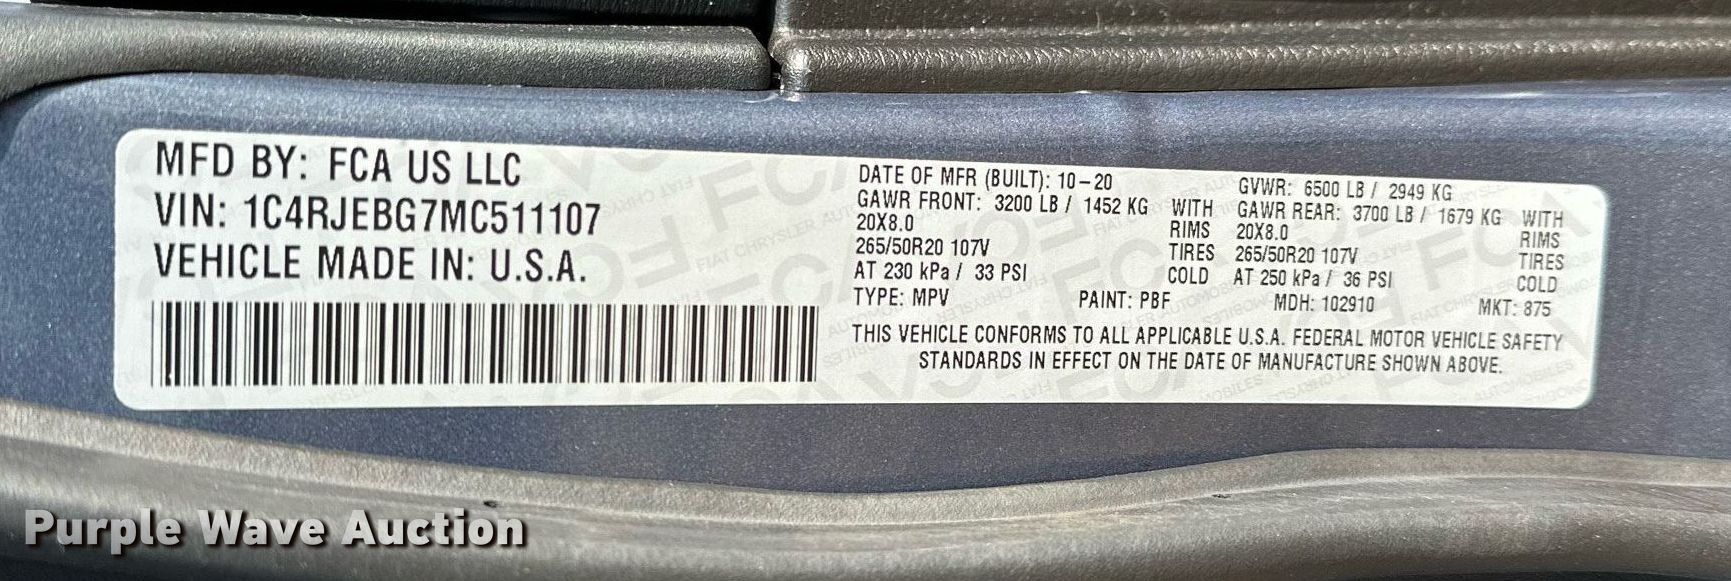 MFD BY: FCA US LLC
VIN: 1C4RJEBG7MC511107
VEHICLE MADE IN: U.S.A.
DATE OF MFR (BUILT): 10-20
GAWR FRONT: 3200 LB / 1452 KG WITH
20X8.0 RIMS
265/50R20 107V TIRES
AT 230 kPa / 33 PSI COLD
GVWR: 6500 LB / 2949 KG
GAWR REAR: 3700 LB / 1679 KG WITH
20X8.0 RIMS
265/50R20 107V TIRES
AT 250 kPa / 36 PSI COLD
TYPE: MPV PAINT: PBF MDH: 102910 MKT: 875
THIS VEHICLE CONFORMS TO ALL APPLICABLE U.S.A. FEDERAL MOTOR VEHICLE SAFETY
STANDARDS IN EFFECT ON THE DATE OF MANUFACTURE SHOWN ABOVE.
Purple Wave Auction